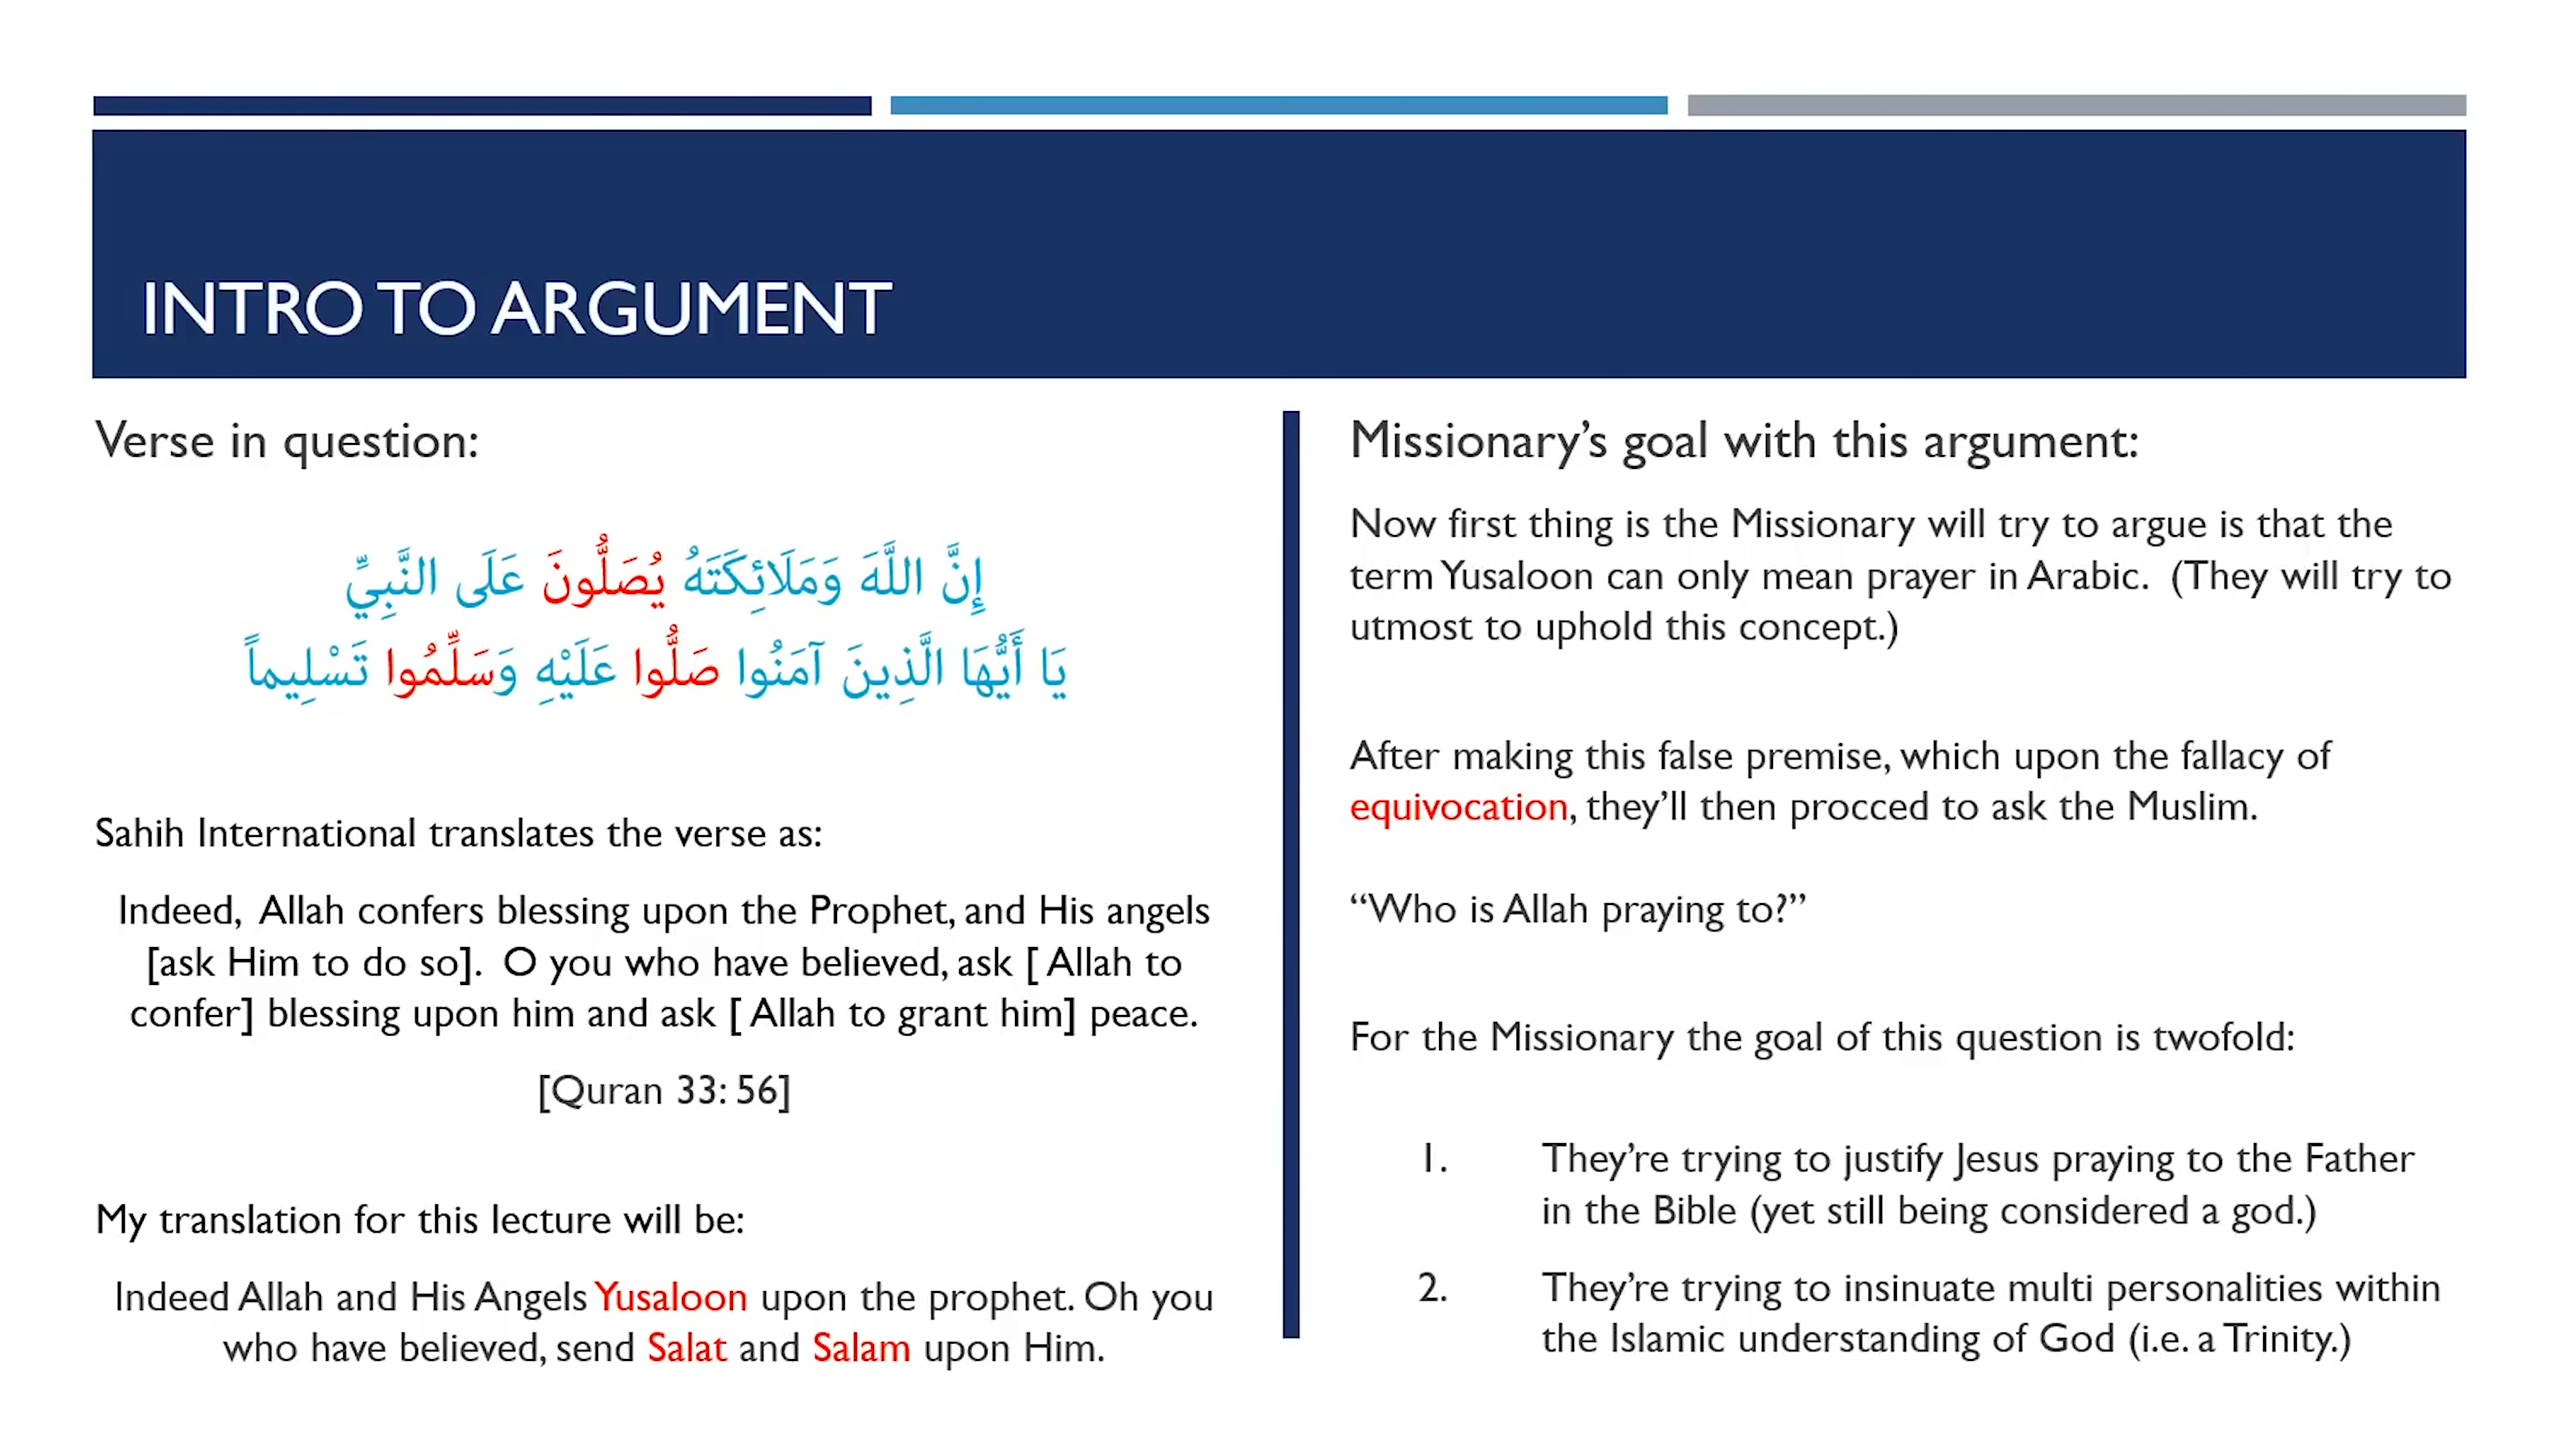 INTRO TO ARGUMENT
Verse in question:
إِنَّ اللَّهَ وَمَلَائِكَتَهُ يُصَلُّونَ عَلَى النَّبِيِّ
يَا أَيُّهَا الَّذِينَ آمَنُوا صَلُّوا عَلَيْهِ وَسَلِّمُوا تَسْلِيماً
Sahih International translates the verse as:
Indeed, Allah confers blessing upon the Prophet, and His angels
[ask Him to do so]. O you who have believed, ask [ Allah to
confer] blessing upon him and ask [ Allah to grant him] peace.
[Quran 33: 56]
My translation for this lecture will be:
Indeed Allah and His Angels Yusaloon upon the prophet. Oh you
who have believed, send Salat and Salam upon Him.
Missionary’s goal with this argument:
Now first thing is the Missionary will try to argue is that the
term Yusaloon can only mean prayer in Arabic. (They will try to
utmost to uphold this concept.)
After making this false premise, which upon the fallacy of
equivocation, they’ll then procced to ask the Muslim.
“Who is Allah praying to?”
For the Missionary the goal of this question is twofold:
1. They’re trying to justify Jesus praying to the Father
in the Bible (yet still being considered a god.)
2. They’re trying to insinuate multi personalities within
the Islamic understanding of God (i.e. a Trinity.)